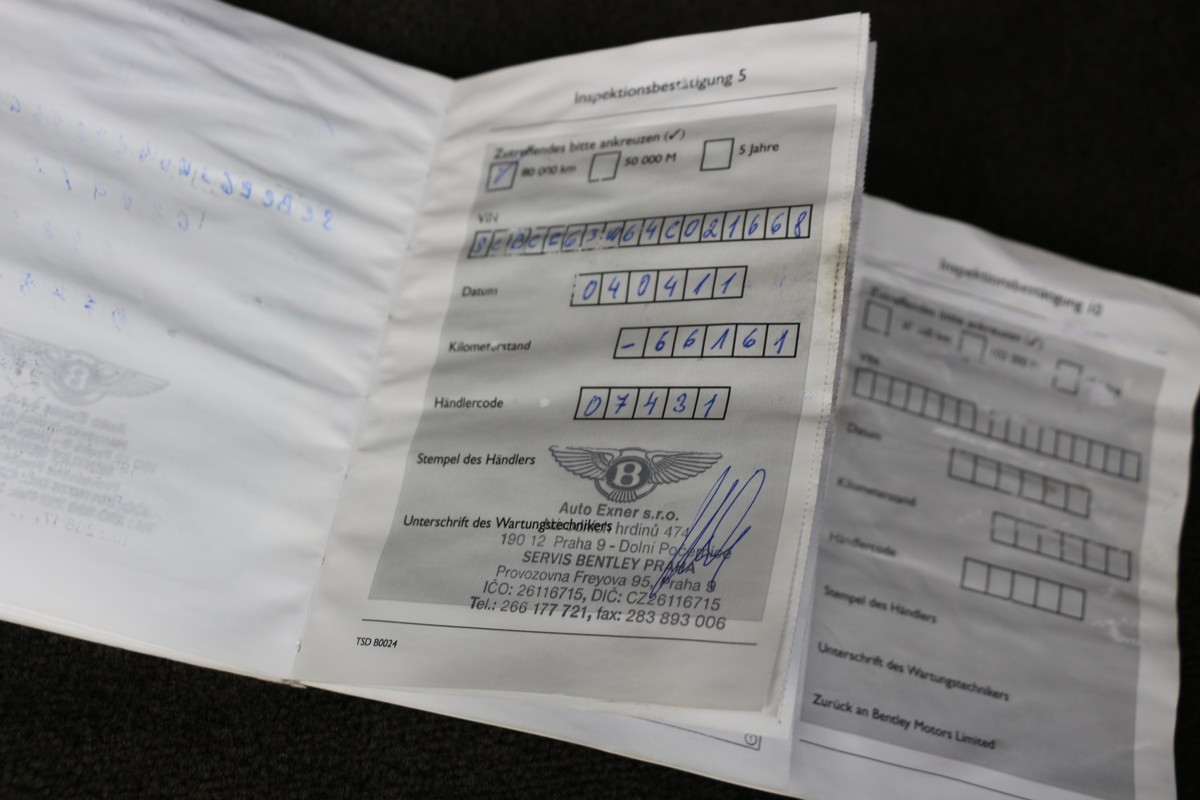 Inspektionsbestätigung 5
Zutreffendes bitte ankreuzen (✓)
80 000 km 50 000 M 5 Jahre
VIN
SCBCE63W64C021668
Datum 040411
Kilometerstand -66161
Händlercode 07431
Stempel des Händlers
B
Auto Exner s.r.o.
Unterschrift des Wartungstechnikers
hrdinů 474
190 12 Praha 9 - Dolní Počernice
SERVIS BENTLEY PRAHA
Provozovna Freyova 95, Praha 9
IČO: 26116715, DIČ: CZ26116715
Tel.: 266 177 721, fax: 283 893 006
TSD B0024
Inspektionsbestätigung 10
Zutreffendes bitte ankreuzen (✓)
VIN
Datum
Kilometerstand
Händlercode
Stempel des Händlers
Unterschrift des Wartungstechnikers
Zurück an Bentley Motors Limited